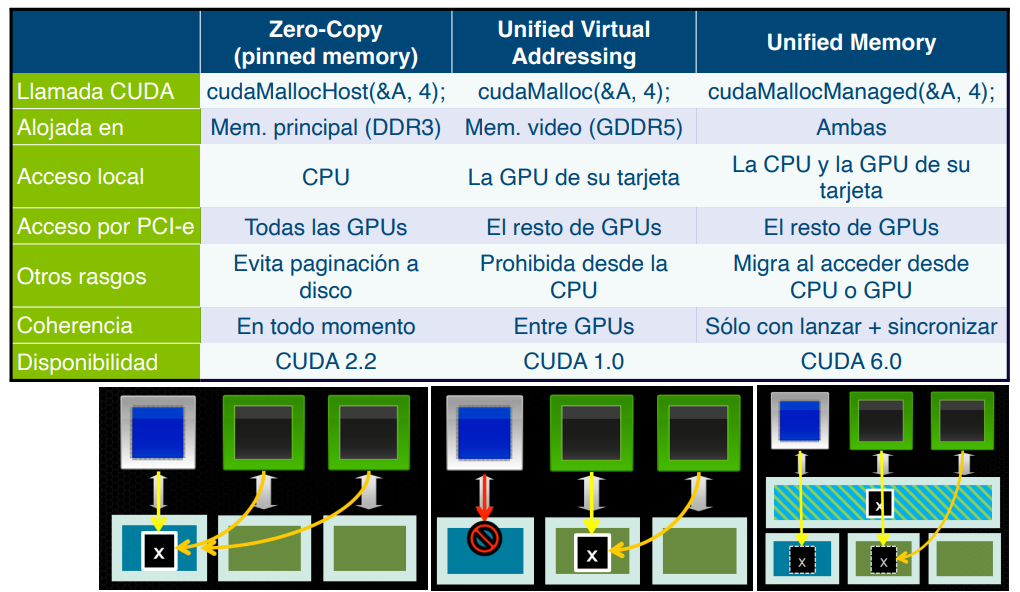 Zero-Copy
(pinned memory)
Unified Virtual
Addressing
Unified Memory
Llamada CUDA
cudaMallocHost(&A, 4);
cudaMalloc(&A, 4);
cudaMallocManaged(&A, 4);
Alojada en
Mem. principal (DDR3)
Mem. video (GDDR5)
Ambas
Acceso local
CPU
La GPU de su tarjeta
La CPU y la GPU de su
tarjeta
Acceso por PCI-e
Todas las GPUs
El resto de GPUs
El resto de GPUs
Otros rasgos
Evita paginación a
disco
Prohibida desde la
CPU
Migra al acceder desde
CPU o GPU
Coherencia
En todo momento
Entre GPUs
Sólo con lanzar + sincronizar
Disponibilidad
CUDA 2.2
CUDA 1.0
CUDA 6.0
x
x
x
x
x